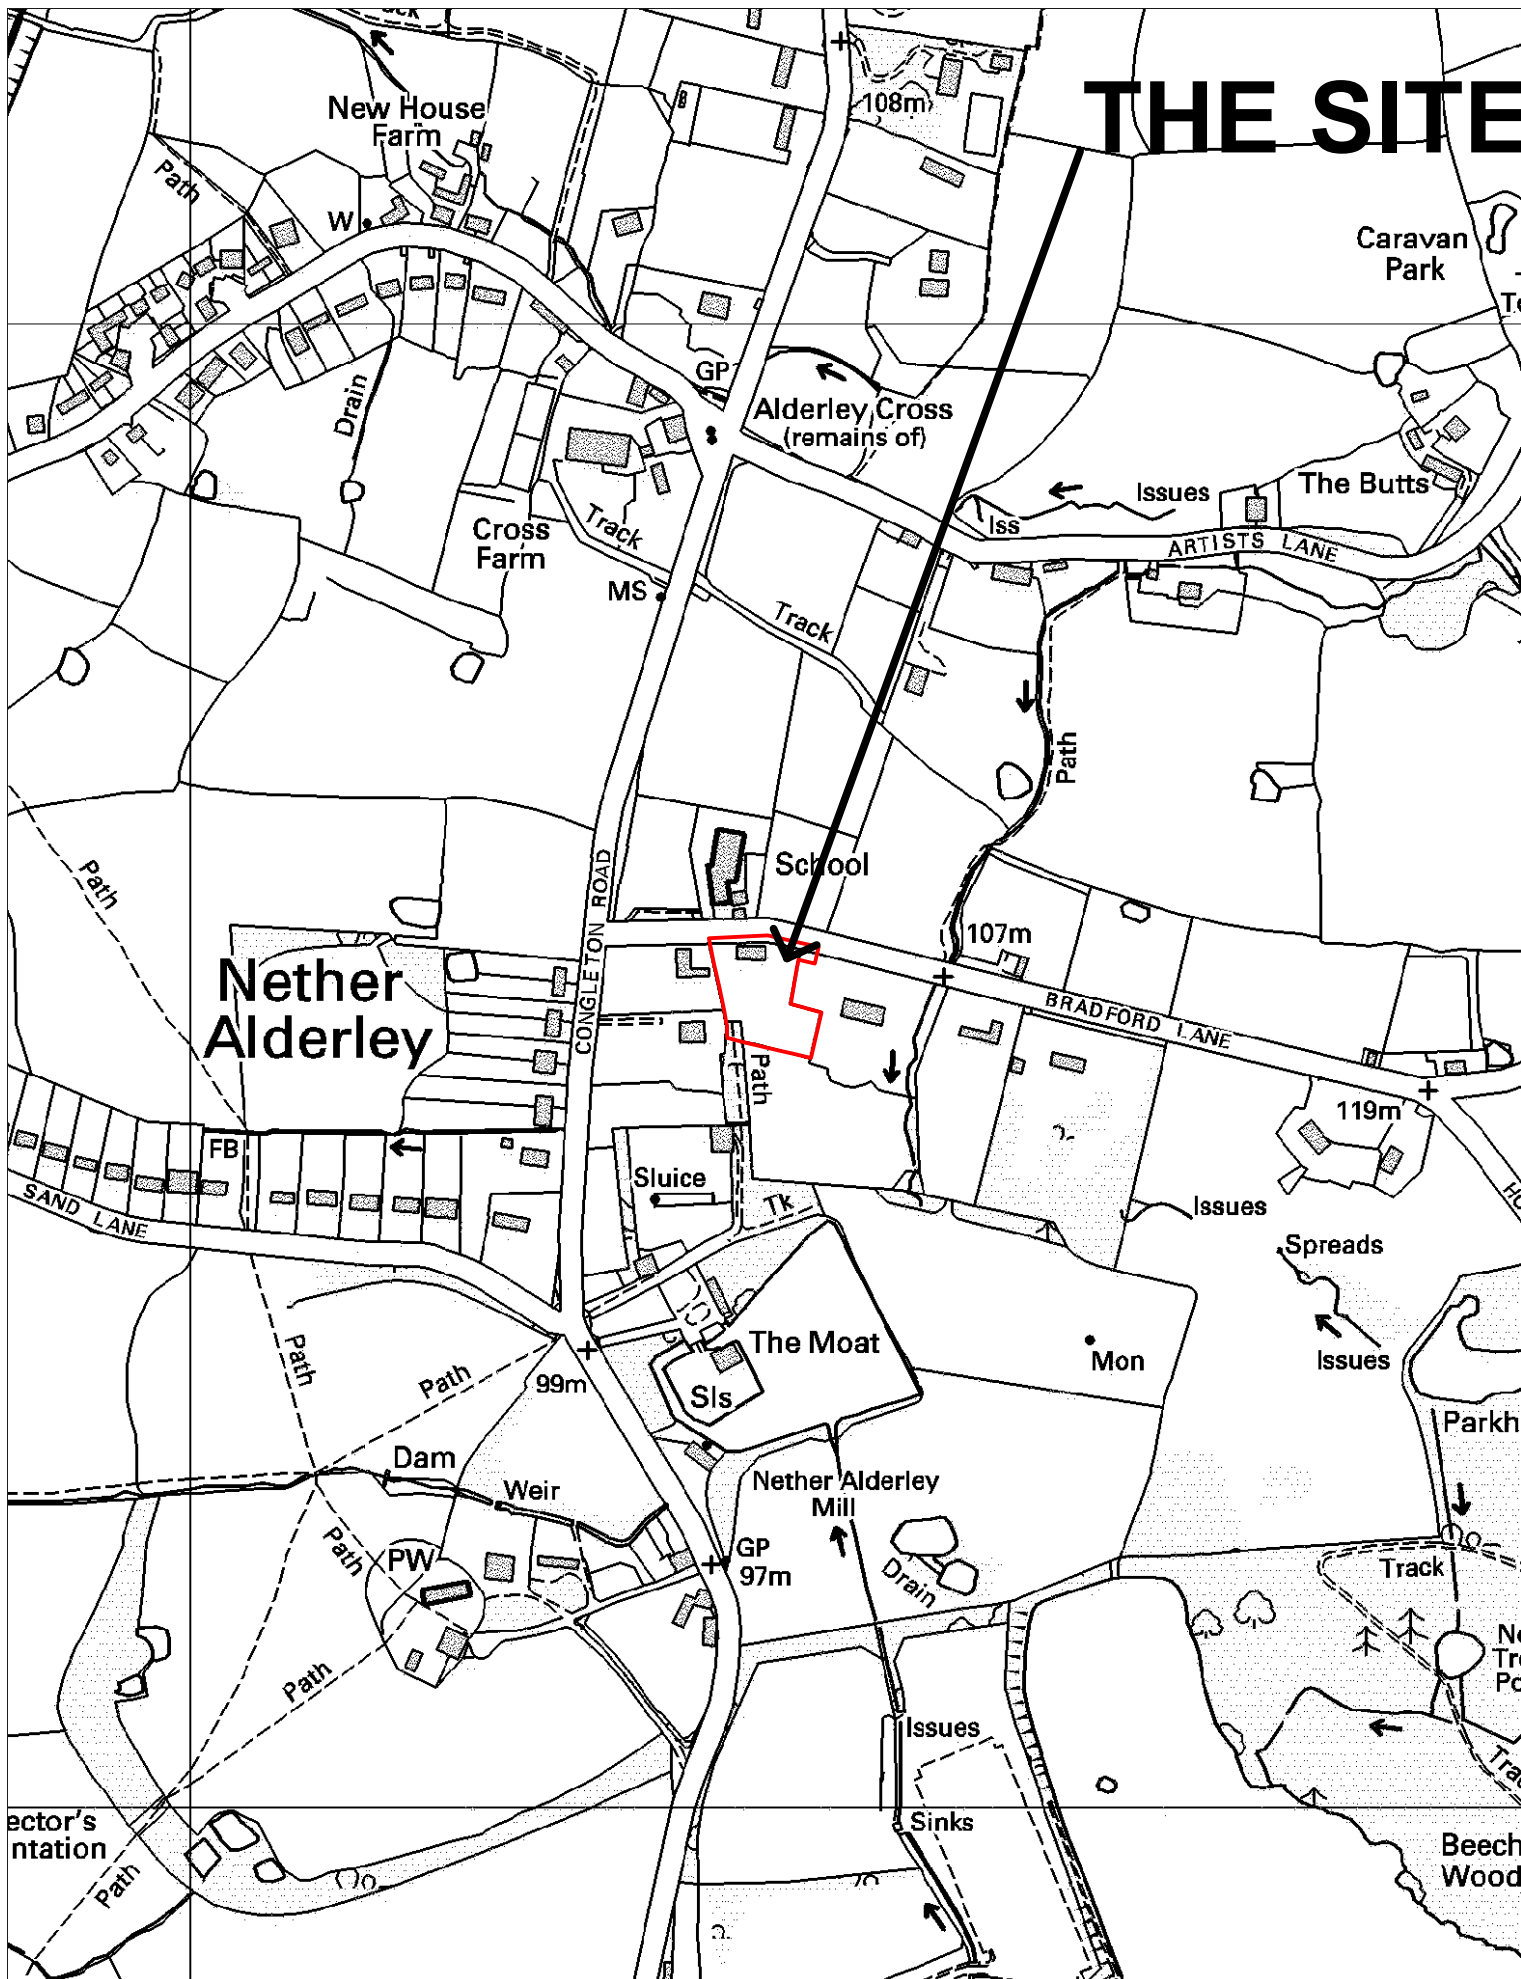 THE SITE
New House
Farm
108m
Path
W
Caravan
Park
GP
Drain
Alderley Cross
(remains of)
Issues
The Butts
Iss
Cross
Farm
Track
ARTISTS LANE
MS
Track
Path
School
Path
CONGLETON ROAD
107m
Nether
Alderley
BRADFORD LANE
Path
119m
FB
Sluice
SAND LANE
Tk
Issues
Spreads
Path
The Moat
Mon
Issues
Path
99m
Sls
Parkh
Dam
Nether Alderley
Mill
Weir
Path
PW
GP
97m
Drain
Track
Path
Issues
ector's
ntation
Sinks
Path
Beech
Wood